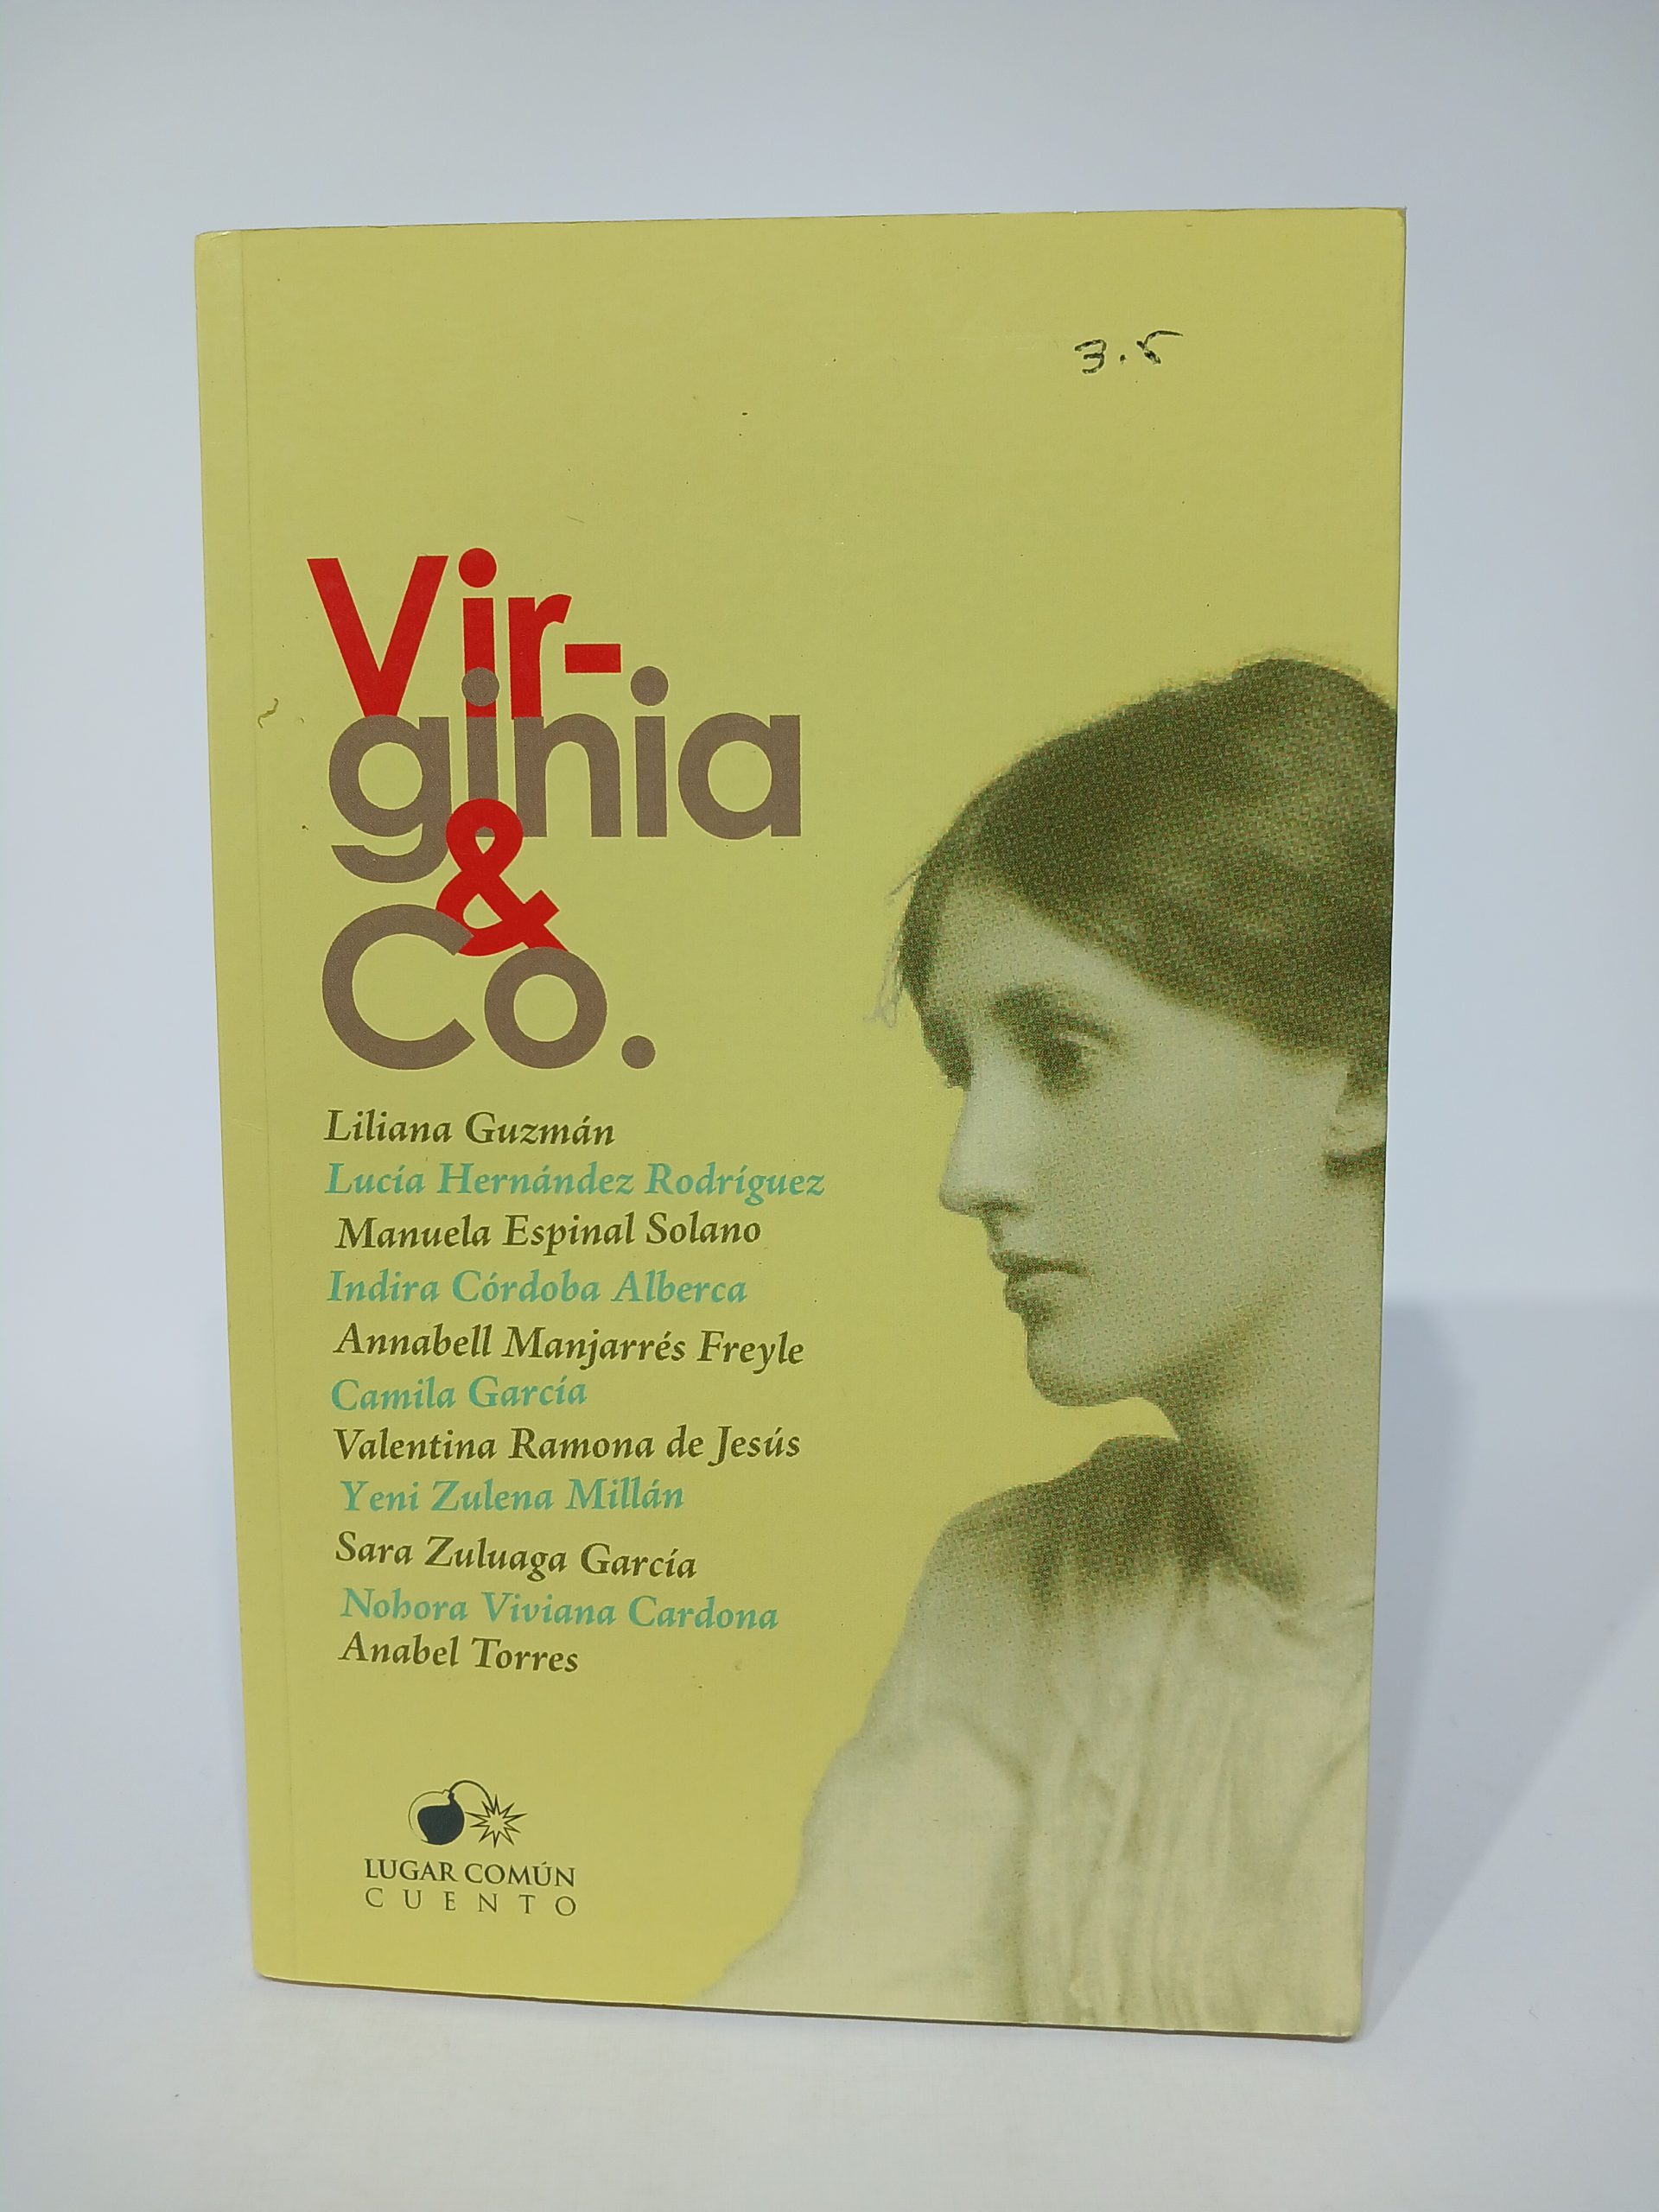 3.5
Vir-
ginia
&
Co.
Liliana Guzmán
Lucía Hernández Rodríguez
Manuela Espinal Solano
Indira Córdoba Alberca
Annabell Manjarrés Freyle
Camila García
Valentina Ramona de Jesús
Yeni Zulena Millán
Sara Zuluaga García
Nohora Viviana Cardona
Anabel Torres
LUGAR COMÚN
CUENTO